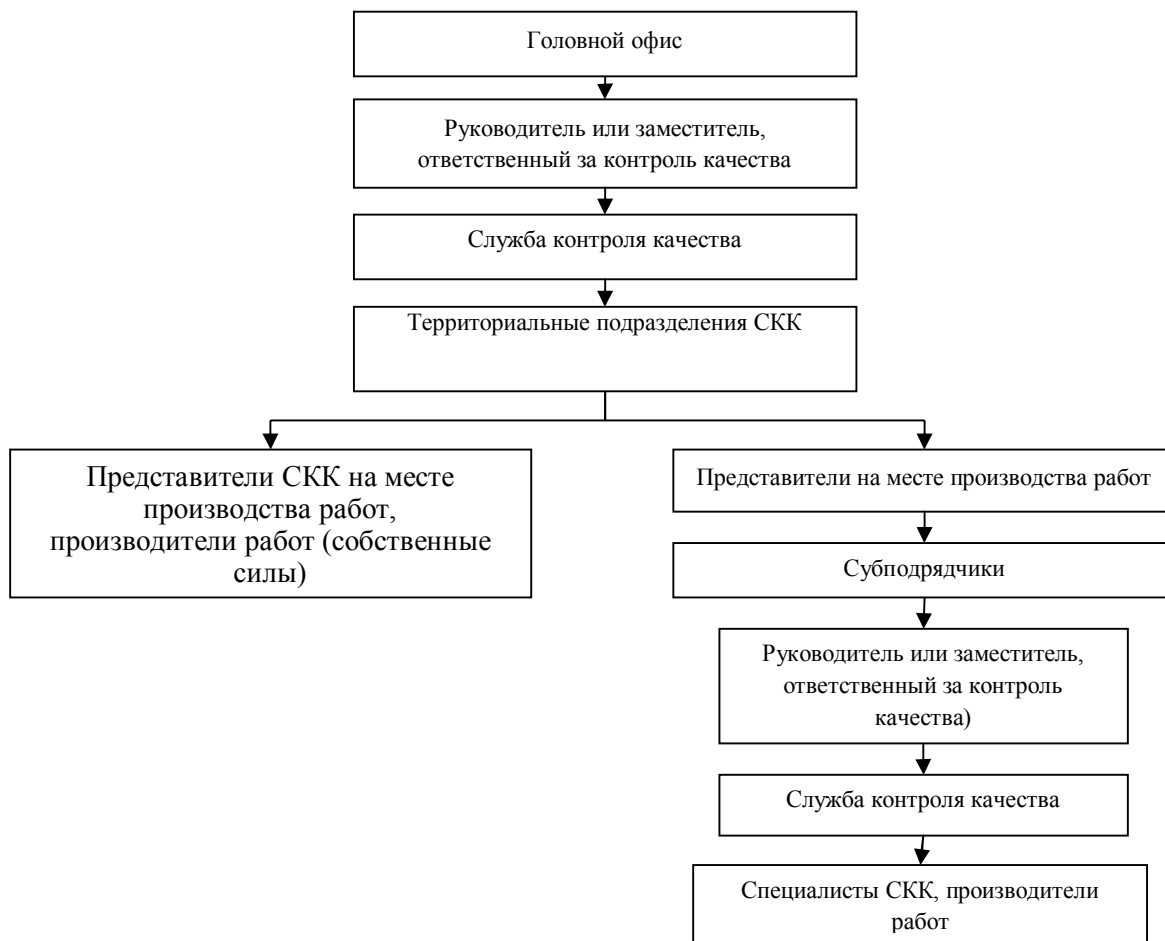 Головной офис
Руководитель или заместитель,
ответственный за контроль качества
Служба контроля качества
Территориальные подразделения СКК
Представители СКК на месте
производства работ,
производители работ (собственные
силы)
Представители на месте производства работ
Субподрядчики
Руководитель или заместитель,
ответственный за контроль
качества)
Служба контроля качества
Специалисты СКК, производители
работ